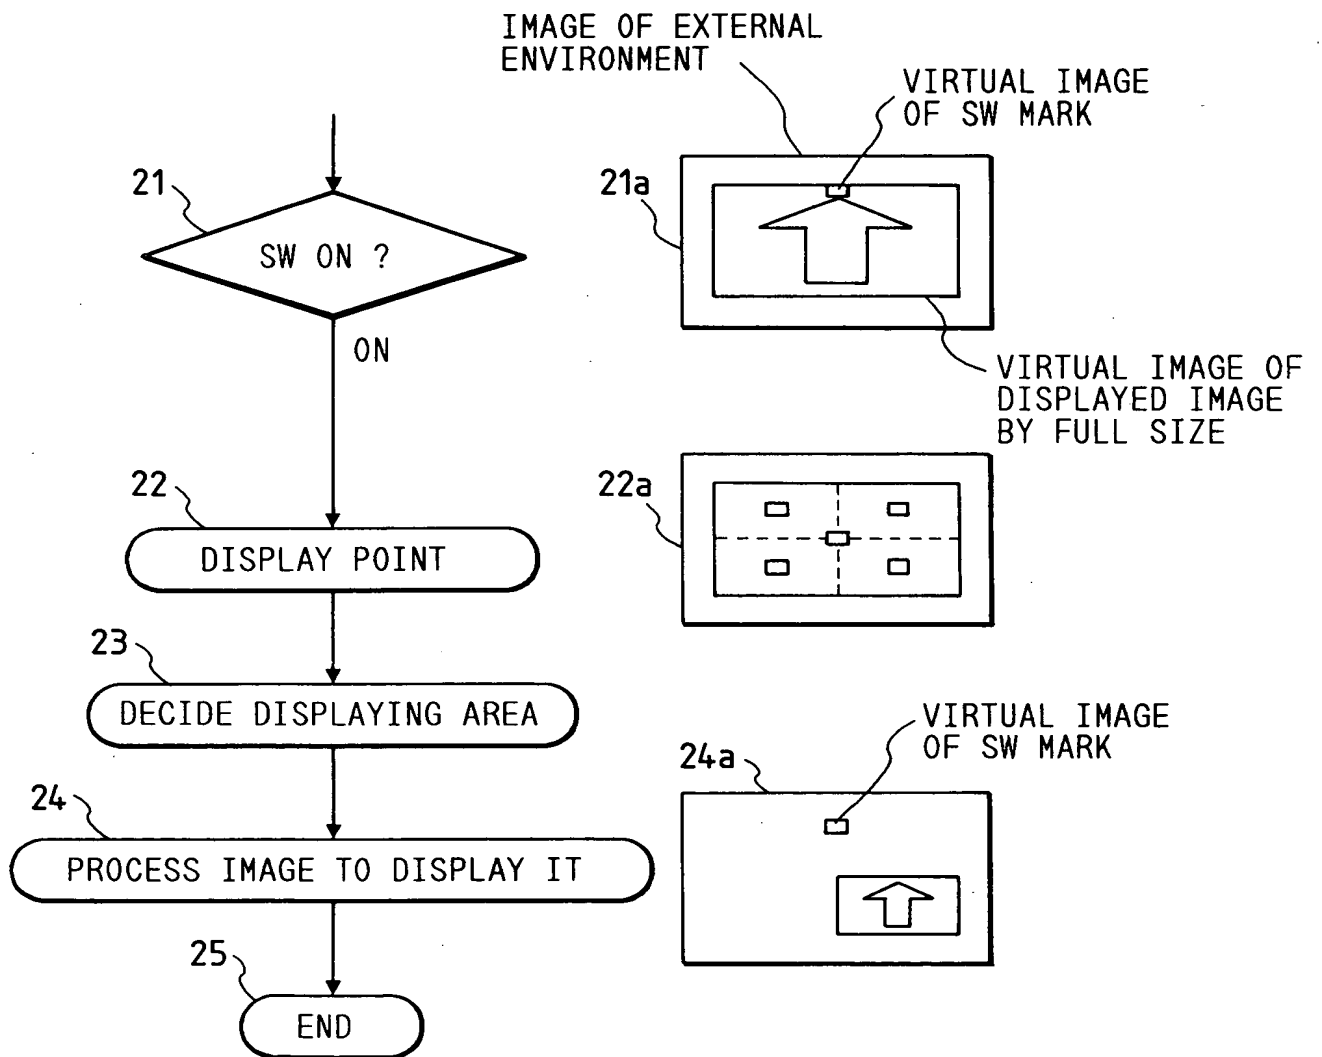 IMAGE OF EXTERNAL
ENVIRONMENT
VIRTUAL IMAGE
OF SW MARK
21
21a
SW ON ?
ON
VIRTUAL IMAGE OF
DISPLAYED IMAGE
BY FULL SIZE
22
22a
DISPLAY POINT
23
DECIDE DISPLAYING AREA
VIRTUAL IMAGE
OF SW MARK
24a
24
PROCESS IMAGE TO DISPLAY IT
25
END